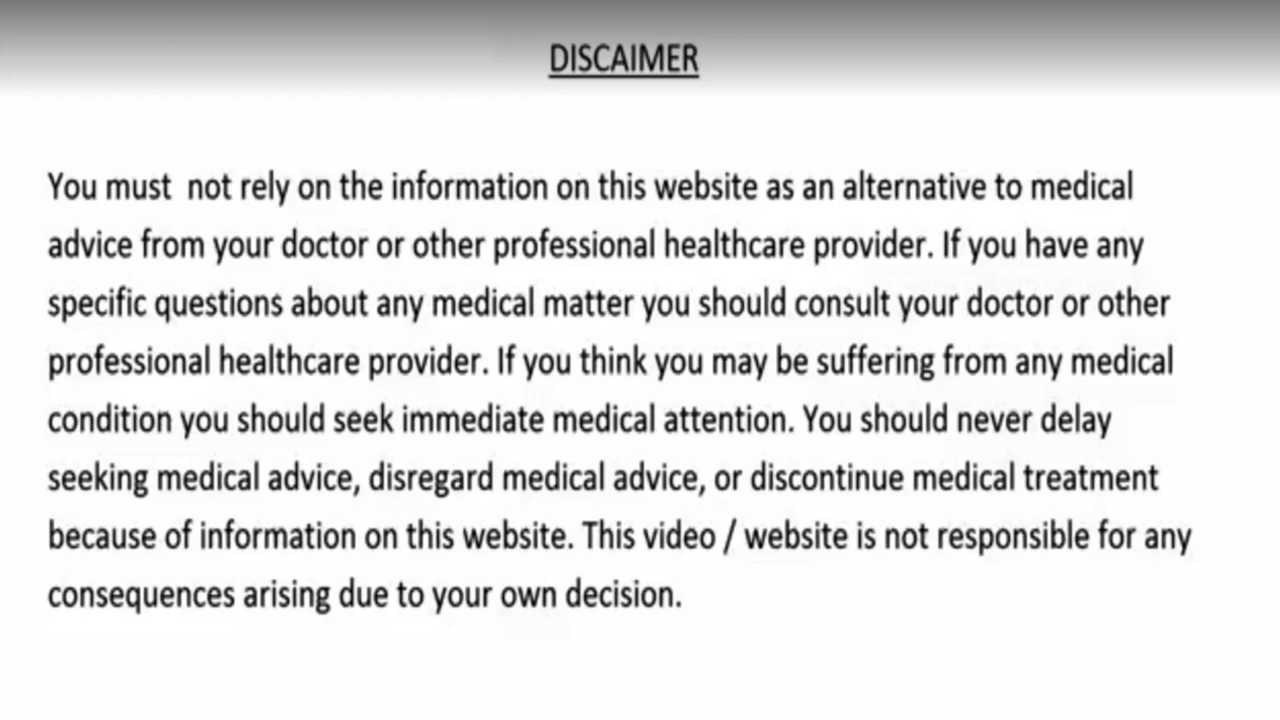 DISCAIMER
You must  not rely on the information on this website as an alternative to medical
advice from your doctor or other professional healthcare provider. If you have any
specific questions about any medical matter you should consult your doctor or other
professional healthcare provider. If you think you may be suffering from any medical
condition you should seek immediate medical attention. You should never delay
seeking medical advice, disregard medical advice, or discontinue medical treatment
because of information on this website. This video / website is not responsible for any
consequences arising due to your own decision.